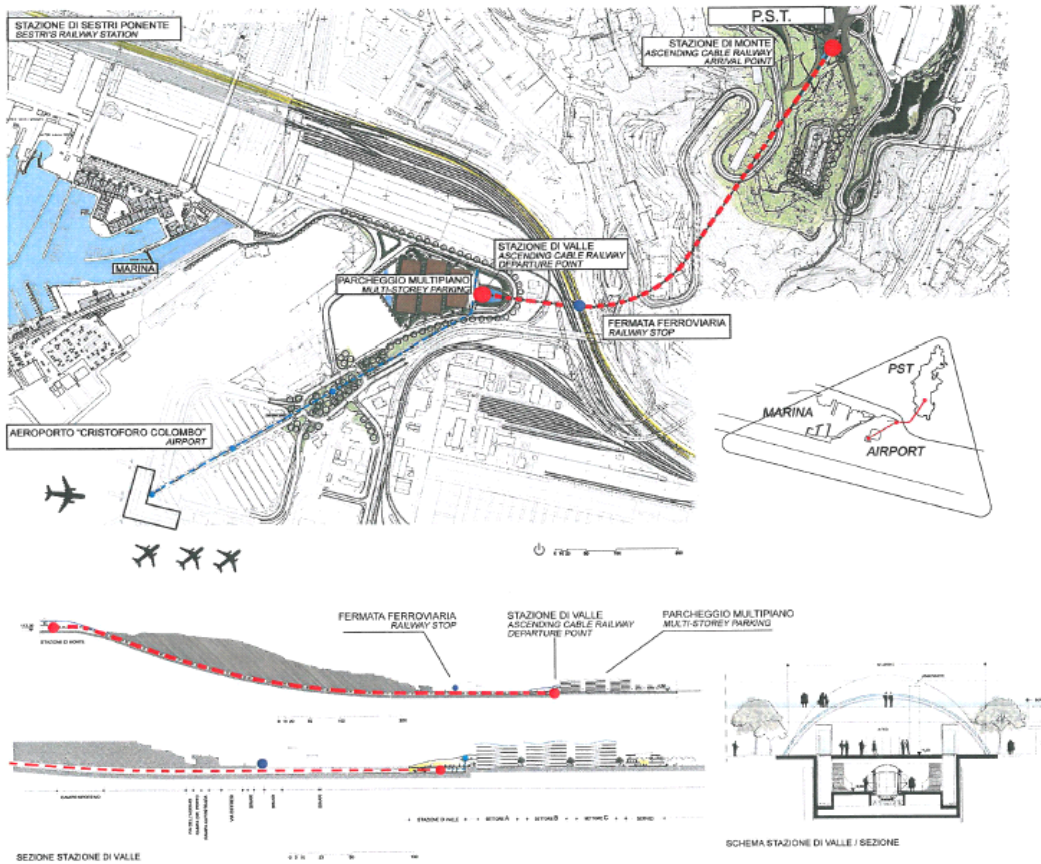 STAZIONE DI SESTRI PONENTE
SESTRI'S RAILWAY STATION
P.S.T.
STAZIONE DI MONTE
ASCENDING CABLE RAILWAY
ARRIVAL POINT
MARINA
STAZIONE DI VALLE
ASCENDING CABLE RAILWAY
DEPARTURE POINT
PARCHEGGIO MULTIPIANO
MULTI-STOREY PARKING
FERMATA FERROVIARIA
RAILWAY STOP
AEROPORTO "CRISTOFORO COLOMBO"
AIRPORT
PST
MARINA
AIRPORT
FERMATA FERROVIARIA
RAILWAY STOP
STAZIONE DI VALLE
ASCENDING CABLE RAILWAY
DEPARTURE POINT
PARCHEGGIO MULTIPIANO
MULTI-STOREY PARKING
STAZIONE DI MONTE
STAZIONE DI VALLE
SETTORE A
SETTORE B
SETTORE C
SERVIZI
SEZIONE STAZIONE DI VALLE
SCHEMA STAZIONE DI VALLE / SEZIONE